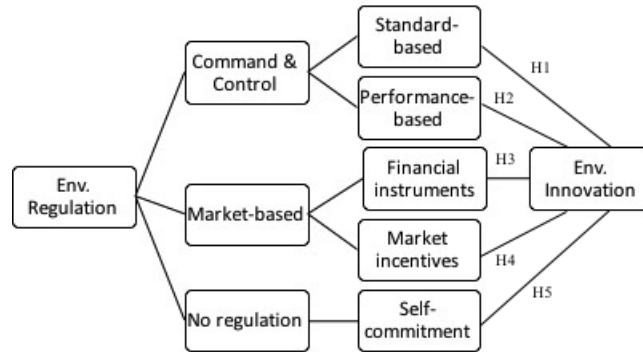 Standard-
based
H1
Command &
Control
Performance-
based
H2
Env.
Regulation
Market-based
Financial
instruments
H3
Env.
Innovation
Market
incentives
H4
No regulation
Self-
commitment
H5